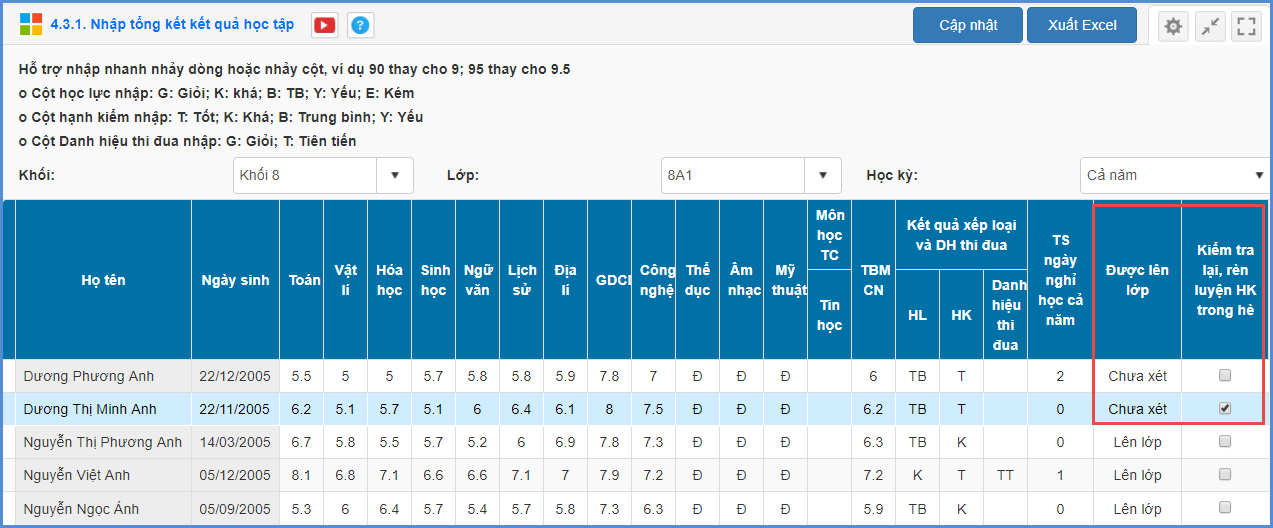 4.3.1. Nhập tổng kết kết quả học tập
?
Cập nhật
Xuất Excel
Hỗ trợ nhập nhanh nhảy dòng hoặc nhảy cột, ví dụ 90 thay cho 9; 95 thay cho 9.5
o Cột học lực nhập: G: Giỏi; K: khá; B: TB; Y: Yếu; E: Kém
o Cột hạnh kiểm nhập: T: Tốt; K: Khá; B: Trung bình; Y: Yếu
o Cột Danh hiệu thi đua nhập: G: Giỏi; T: Tiên tiến
Khối: Khối 8 Lớp: 8A1 Học kỳ: Cả năm
Họ tên
Ngày sinh
Toán
Vật
lí
Hóa
học
Sinh
học
Ngữ
văn
Lịch
sử
Địa
lí
GDC
Công
nghệ
Thể
dục
Âm
nhạc
Mỹ
thuật
Môn
học
TC
Tin
học
TBM
CN
Kết quả xếp loại
và DH thi đua
HL
HK
Danh
hiệu
thi
đua
TS
ngày
nghỉ
học cả
năm
Được lên
lớp
Kiểm tra
lại, rèn
luyện HK
trong hè
Dương Phương Anh 22/12/2005 5.5 5 5 5.7 5.8 5.8 5.9 7.8 7 Đ Đ Đ 6 TB T 2 Chưa xét
Dương Thị Minh Anh 22/11/2005 6.2 5.1 5.7 5.1 6 6.4 6.1 8 7.5 Đ Đ Đ 6.2 TB T 0 Chưa xét
Nguyễn Thị Phương Anh 14/03/2005 6.7 5.8 5.5 5.7 5.2 6 6.9 7.8 7.3 Đ Đ Đ 6.3 TB K 0 Lên lớp
Nguyễn Việt Anh 05/12/2005 8.1 6.8 7.1 6.6 6.6 7.1 7 7.9 7.2 Đ Đ Đ 7.2 K T TT 1 Lên lớp
Nguyễn Ngọc Ánh 05/09/2005 5.3 6 6.4 5.7 5.4 5.7 5.8 7.3 6.3 Đ Đ Đ 5.9 TB K 0 Lên lớp